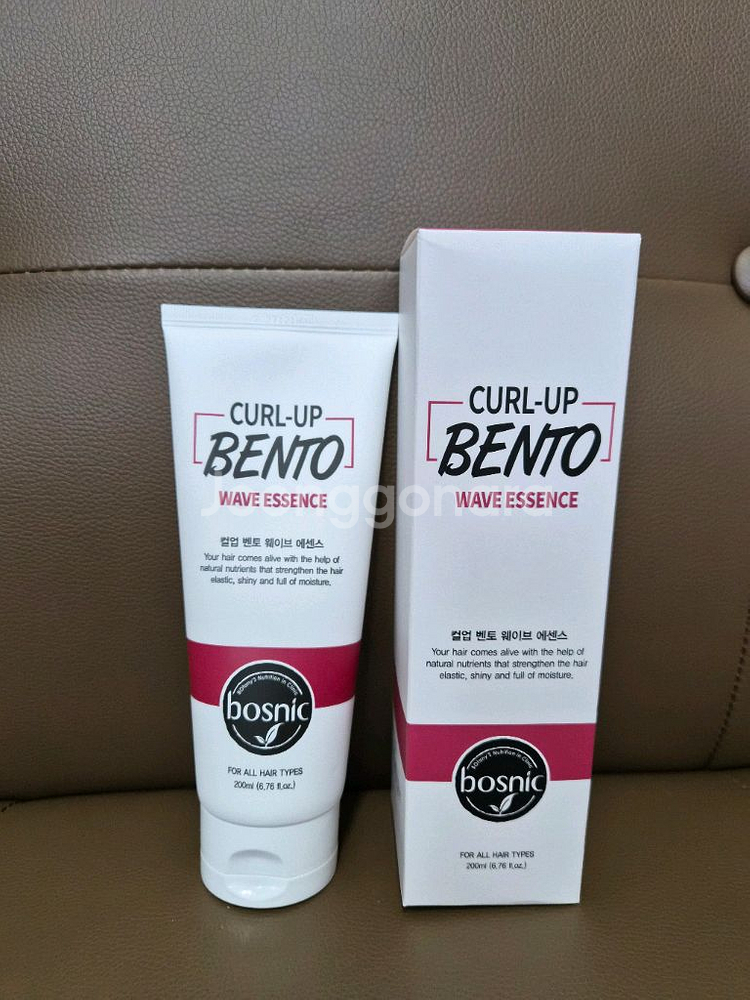 CURL-UP
BENTO
WAVE ESSENCE
컬업 벤토 웨이브 에센스
Your hair comes alive with the help of
natural nutrients that strengthen the hair
elastic, shiny and full of moisture.
bosnic
FOR ALL HAIR TYPES
200ml (6,76 fl,oz,)
CURL-UP
BENTO
WAVE ESSENCE
컬업 벤토 웨이브 에센스
Your hair comes alive with the help of
natural nutrients that strengthen the hair
elastic, shiny and full of moisture.
bosnic
FOR ALL HAIR TYPES
200ml (6,76 fl,oz,)
Joonggonara